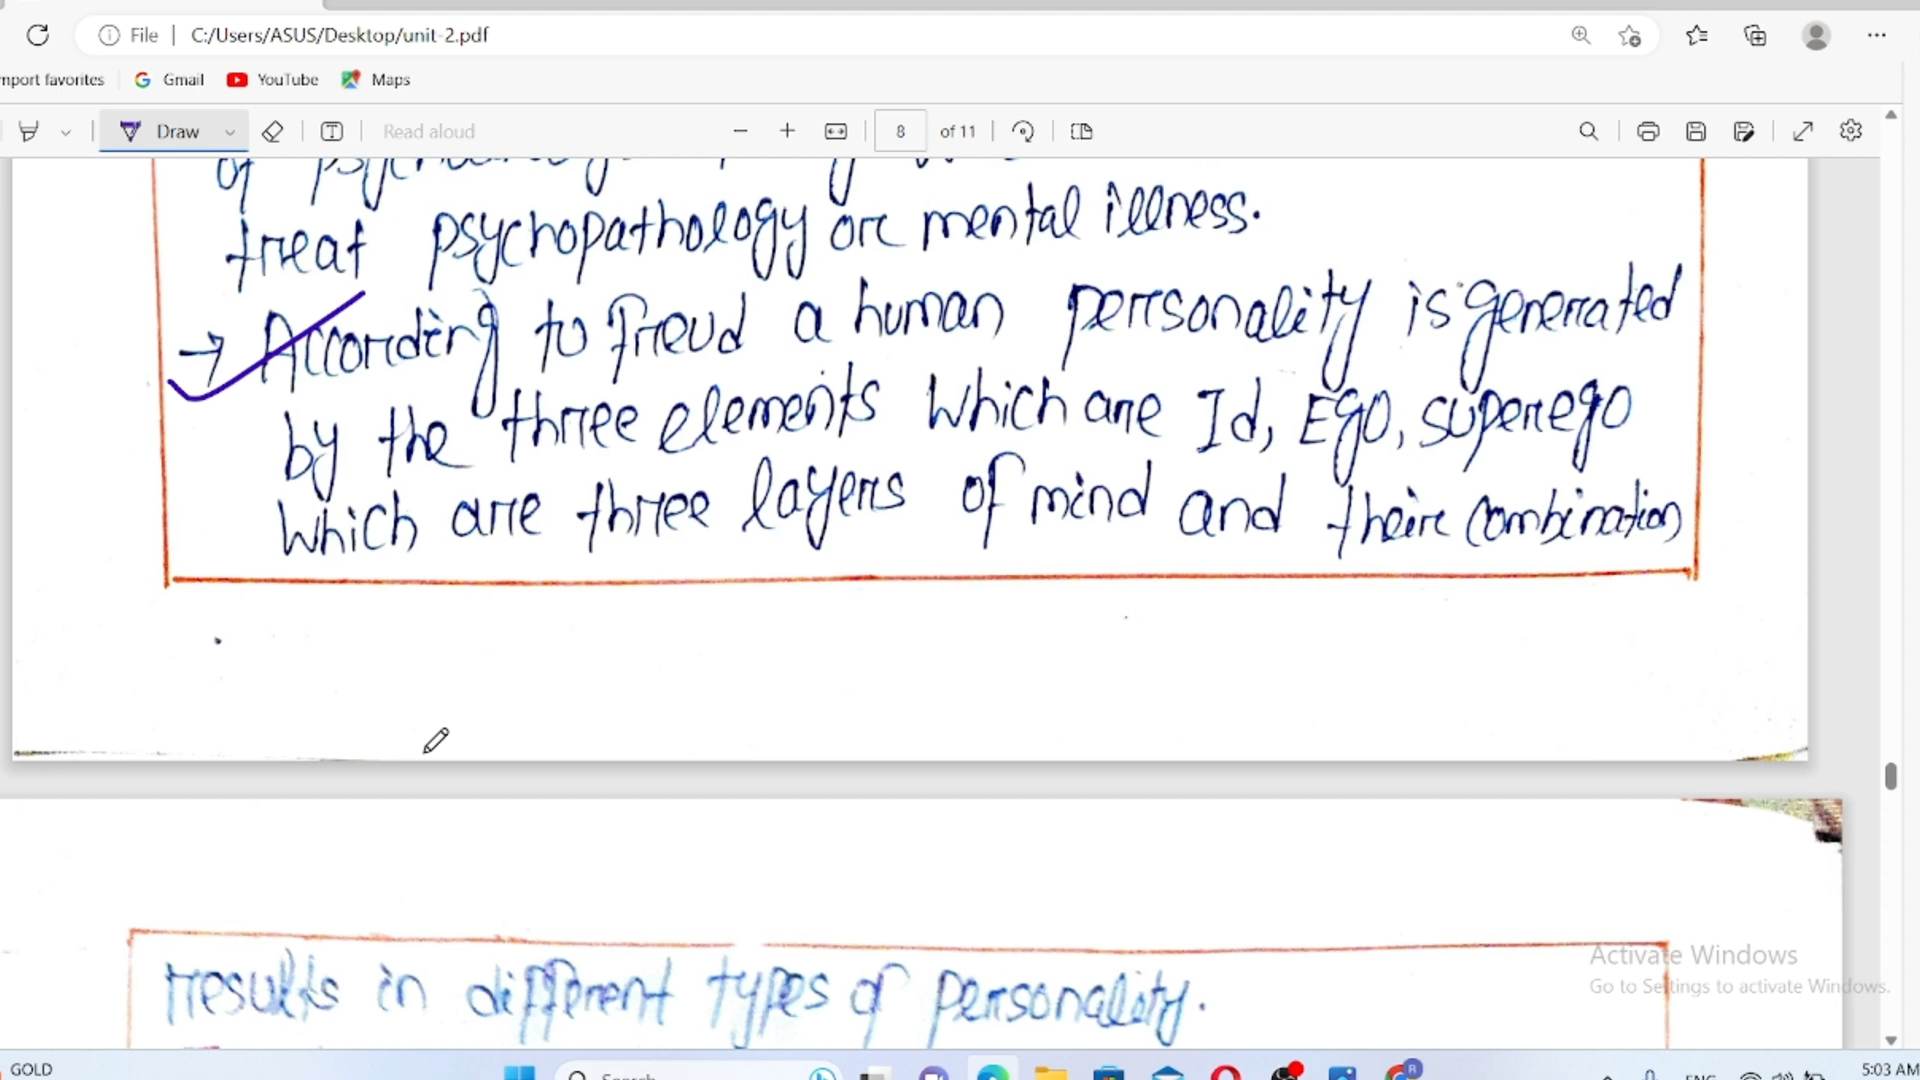 File | C:/Users/ASUS/Desktop/unit-2.pdf
mport favorites Gmail YouTube Maps
Draw Read aloud 8 of 11
of
treat psychopathology or mental illness.
→ According to Freud a human personality is generated
by the three elements which are Id, Ego, superego
which are three layers of mind and their combination
results in different types of personality.
Activate Windows
Go to Settings to activate Windows.
GOLD Search ENG 5:03 AM